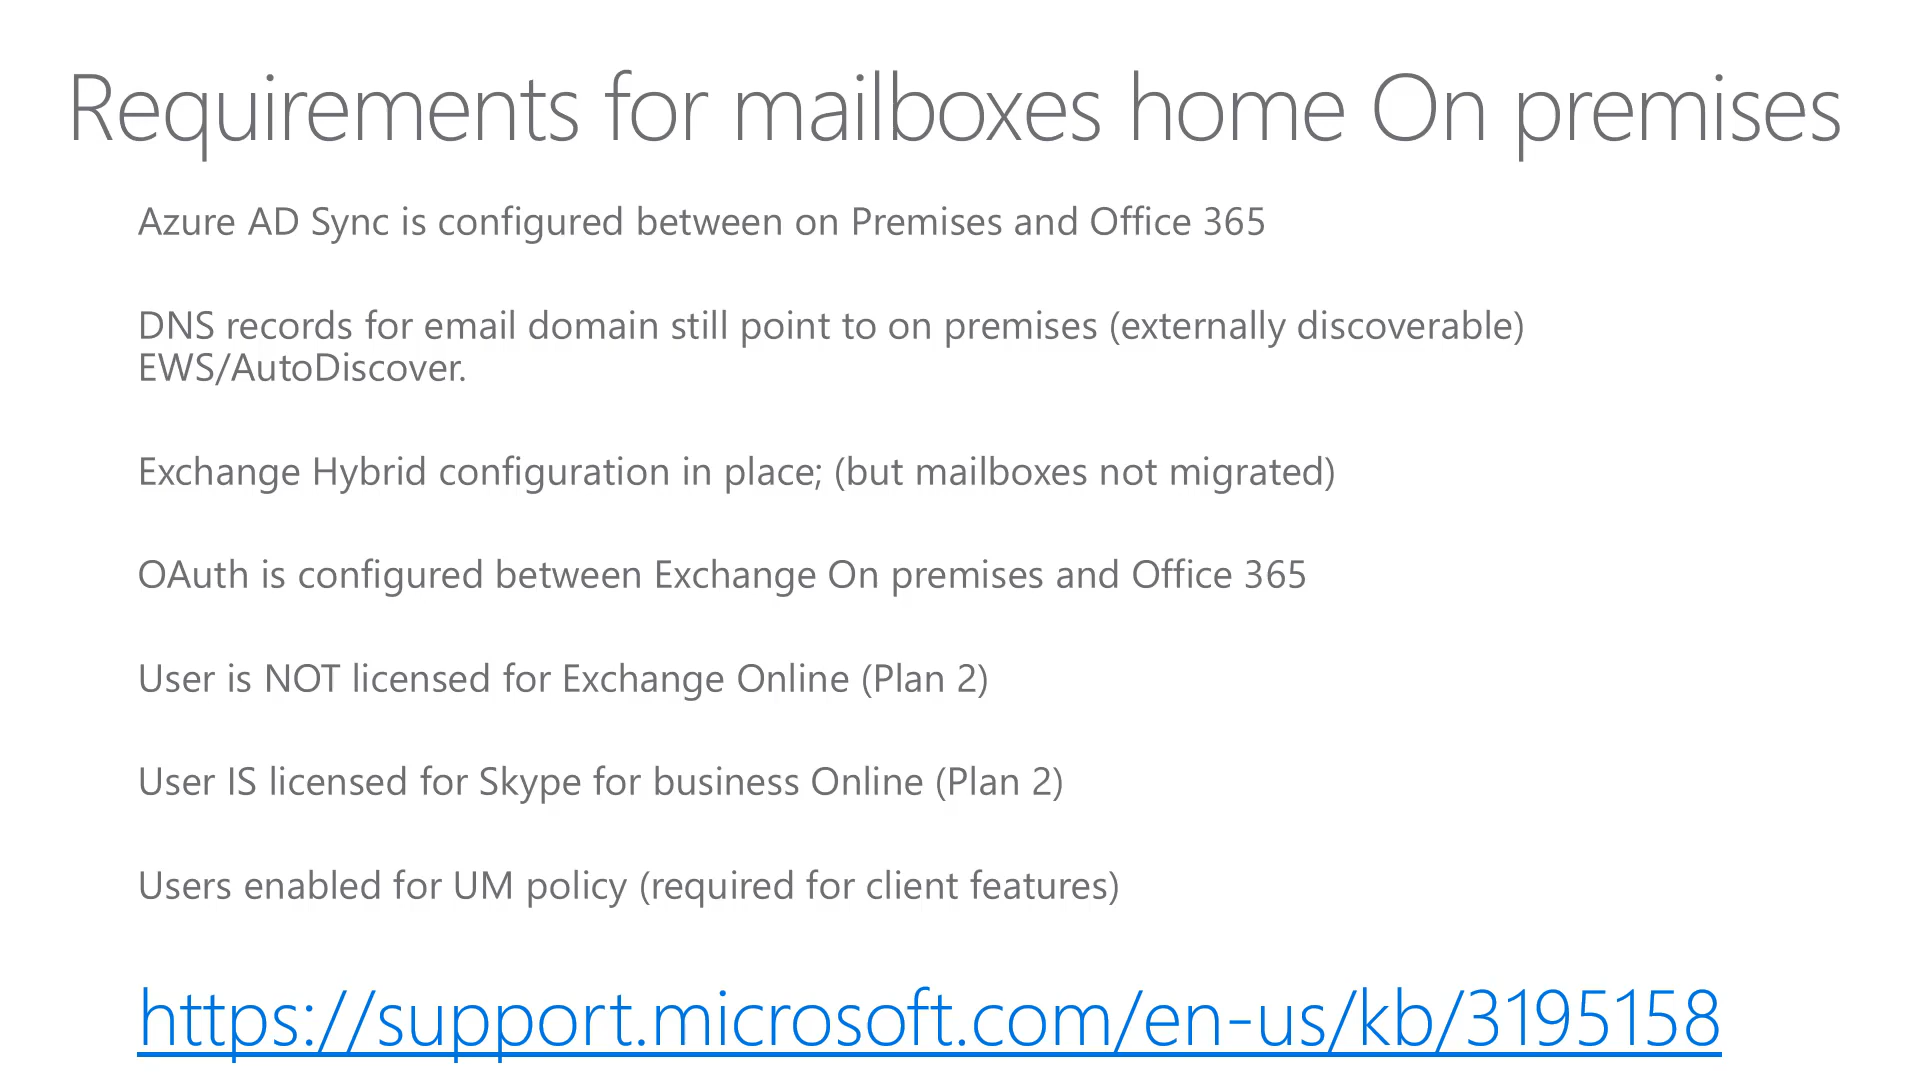 Requirements for mailboxes home On premises
Azure AD Sync is configured between on Premises and Office 365
DNS records for email domain still point to on premises (externally discoverable)
EWS/AutoDiscover.
Exchange Hybrid configuration in place; (but mailboxes not migrated)
OAuth is configured between Exchange On premises and Office 365
User is NOT licensed for Exchange Online (Plan 2)
User IS licensed for Skype for business Online (Plan 2)
Users enabled for UM policy (required for client features)
https://support.microsoft.com/en-us/kb/3195158